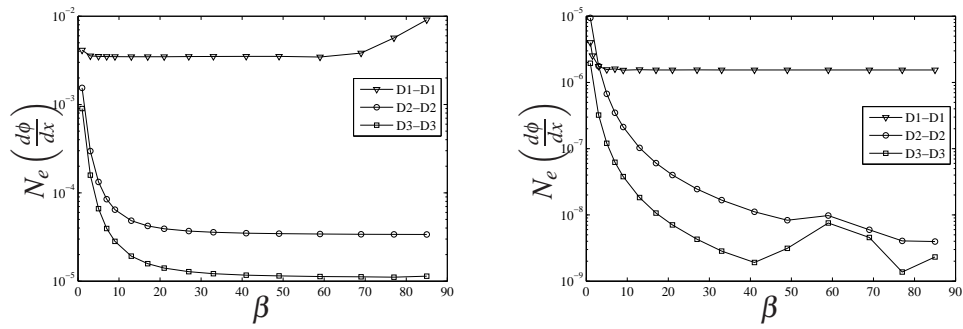 10^{-2}
10^{-3}
10^{-4}
10^{-5}
N_e (dϕ/dx)
D1–D1
D2–D2
D3–D3
0 10 20 30 40 50 60 70 80 90
β
10^{-5}
10^{-6}
10^{-7}
10^{-8}
10^{-9}
N_e (dϕ/dx)
D1–D1
D2–D2
D3–D3
0 10 20 30 40 50 60 70 80 90
β